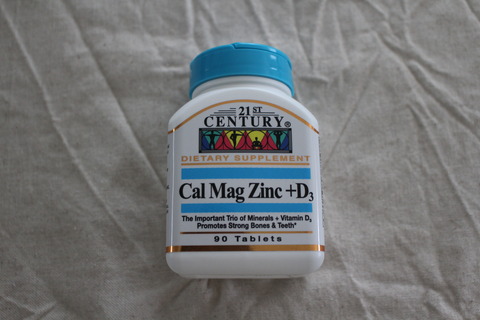 21ST
CENTURY®
DIETARY SUPPLEMENT
Cal Mag Zinc +D3
The Important Trio of Minerals + Vitamin D3
Promotes Strong Bones & Teeth*
90 Tablets